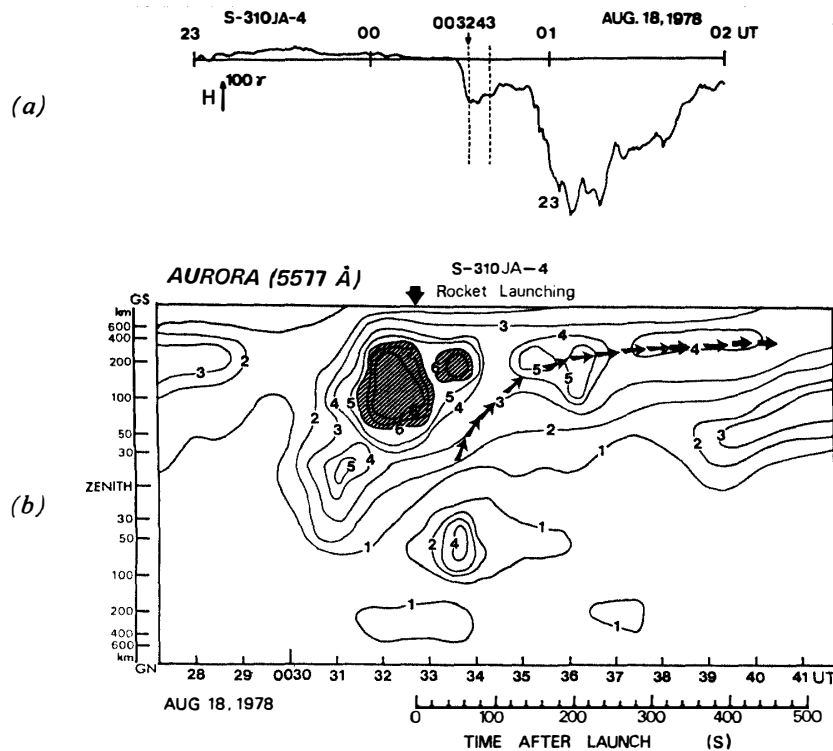 S-310JA-4 003243 AUG. 18, 1978
23 00 01 02 UT
H 100 γ
(a)
23
AURORA (5577 Å) S-310JA-4
Rocket Launching
GS
km
600
400
200
100
50
30
ZENITH
30
50
100
200
400
600
km
GN
(b)
3 2
3 4
4 5 6
5 5 4
4 5 6 3
2 3 4 5 2 2 3
1 1
2 4 1
1 1
28 29 0030 31 32 33 34 35 36 37 38 39 40 41 UT
AUG 18, 1978
0 100 200 300 400 500
TIME AFTER LAUNCH (S)